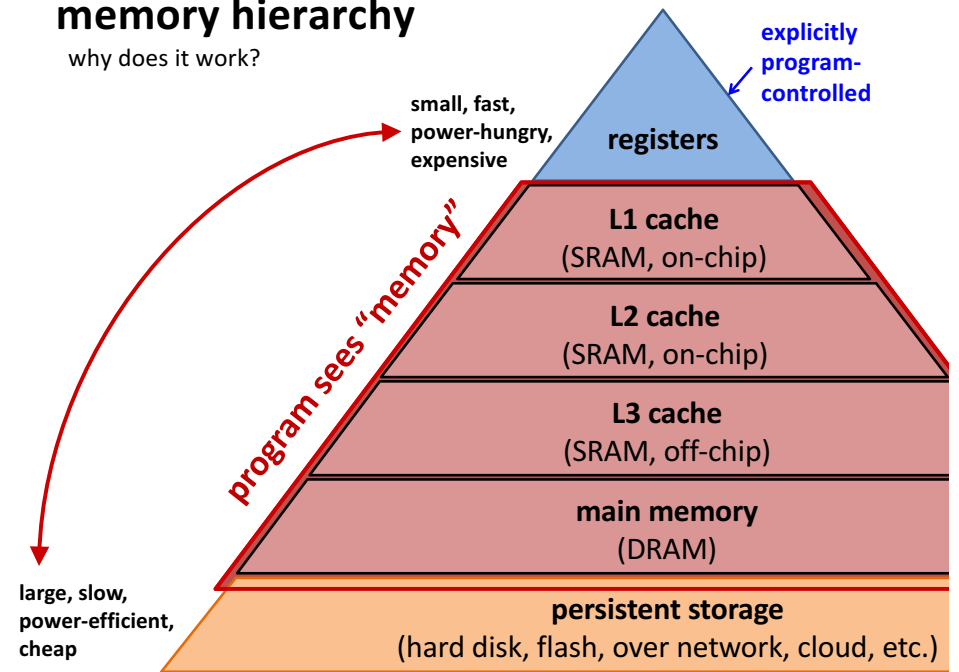 memory hierarchy
why does it work?
explicitly
program-
controlled
small, fast,
power-hungry,
expensive
registers
program sees “memory”
L1 cache
(SRAM, on-chip)
L2 cache
(SRAM, on-chip)
L3 cache
(SRAM, off-chip)
main memory
(DRAM)
large, slow,
power-efficient,
cheap
persistent storage
(hard disk, flash, over network, cloud, etc.)